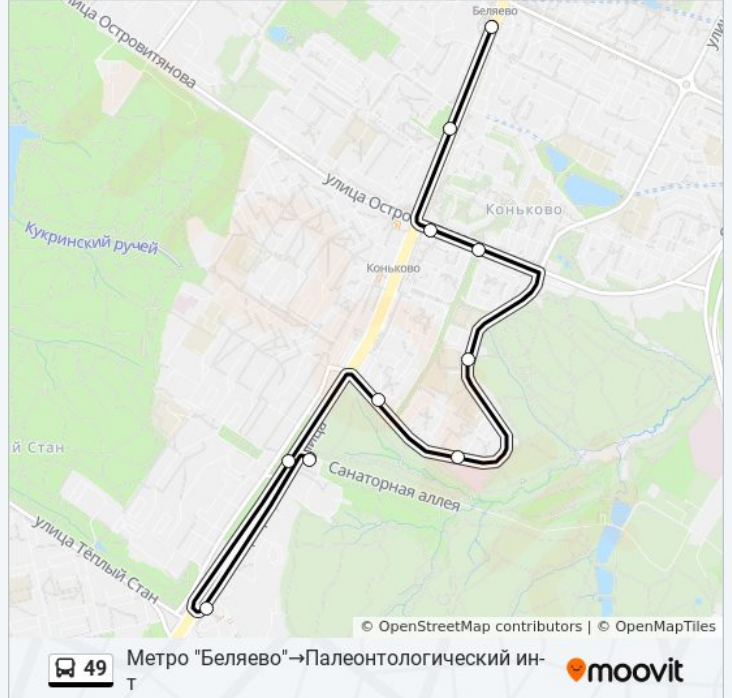 Беляево
улица Островитянова
улица Остро
Коньково
Кукринский ручей
Коньково
й Стан
Санаторная аллея
улица Тёплый Стан
© OpenStreetMap contributors | © OpenMapTiles
49
Метро "Беляево"→Палеонтологический ин-
т
moovit